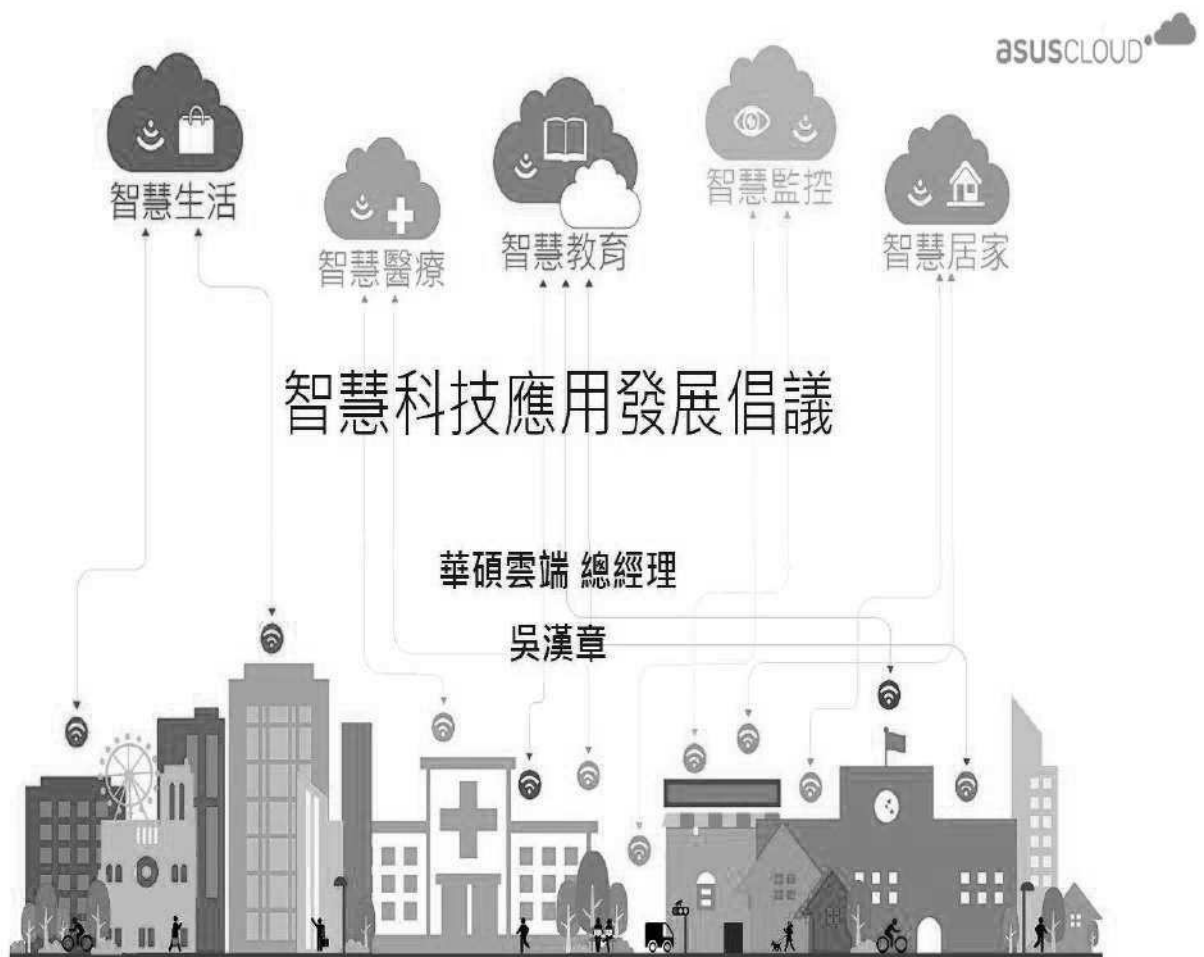 asusCLOUD
智慧生活
智慧醫療
智慧教育
智慧監控
智慧居家
智慧科技應用發展倡議
華碩雲端 總經理
吳漢章